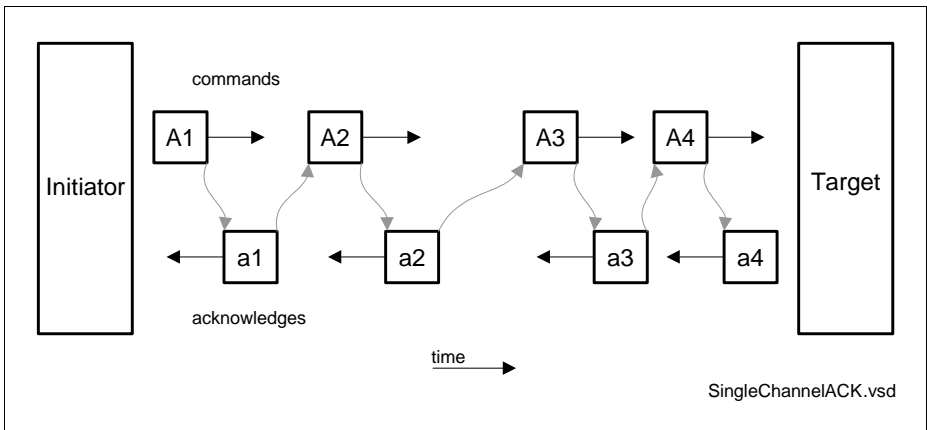 commands
A1 A2 A3 A4
Initiator
Target
a1 a2 a3 a4
acknowledges
time
SingleChannelACK.vsd